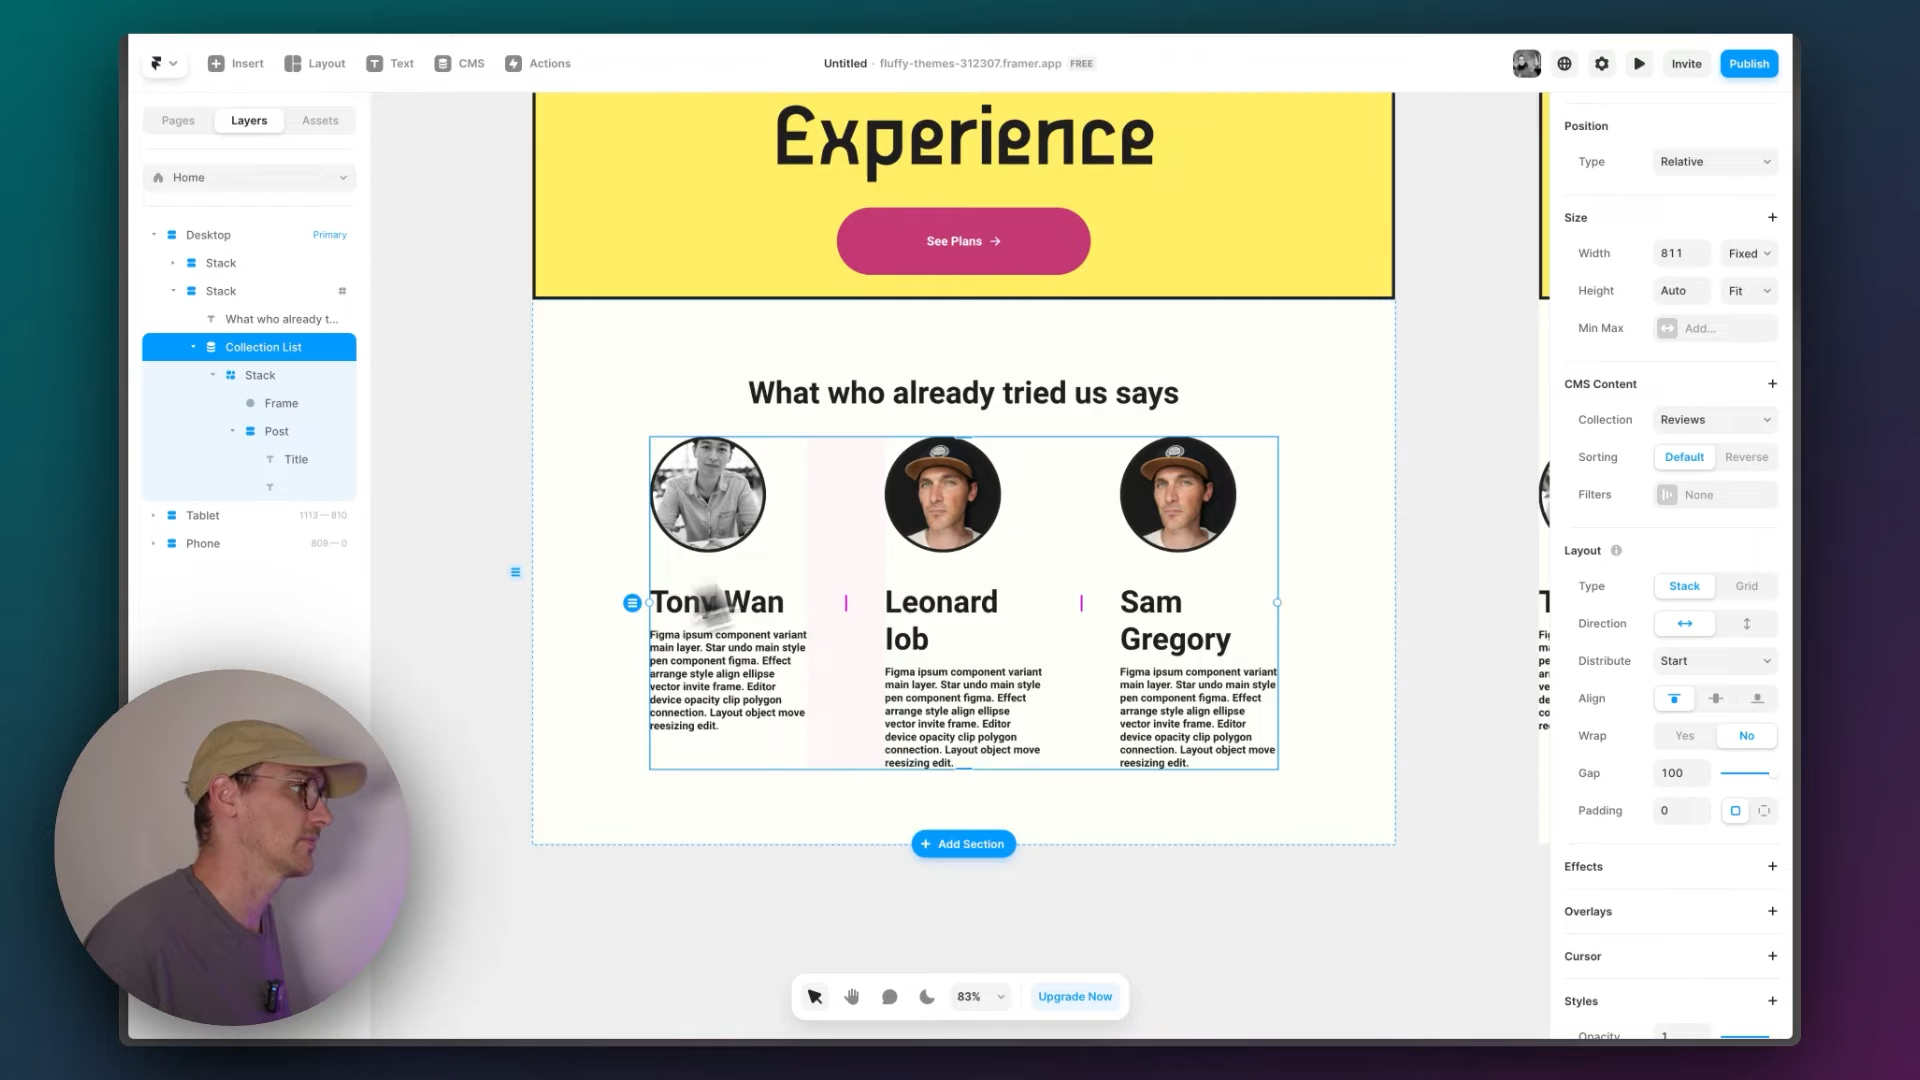 Insert
Layout
Text
CMS
Actions
Untitled · fluffy-themes-312307.framer.app FREE
Invite
Publish
Pages
Layers
Assets
Home
Desktop
Primary
Stack
Stack
What who already t...
Collection List
Stack
Frame
Post
Title
Tablet
1113—810
Phone
809—0
Experience
See Plans →
What who already tried us says
Tony Wan
Figma ipsum component variant
main layer. Star undo main style
pen component figma. Effect
arrange style align ellipse
vector invite frame. Editor
device opacity clip polygon
connection. Layout object move
reesizing edit.
Leonard
Iob
Figma ipsum component variant
main layer. Star undo main style
pen component figma. Effect
arrange style align ellipse
vector invite frame. Editor
device opacity clip polygon
connection. Layout object move
reesizing edit.
Sam
Gregory
Figma ipsum component variant
main layer. Star undo main style
pen component figma. Effect
arrange style align ellipse
vector invite frame. Editor
device opacity clip polygon
connection. Layout object move
reesizing edit.
+ Add Section
83%
Upgrade Now
Position
Type
Relative
Size
Width
811
Fixed
Height
Auto
Fit
Min Max
Add...
CMS Content
Collection
Reviews
Sorting
Default
Reverse
Filters
None
Layout
Type
Stack
Grid
Direction
Distribute
Start
Align
Wrap
Yes
No
Gap
100
Padding
0
Effects
Overlays
Cursor
Styles
Opacity
1